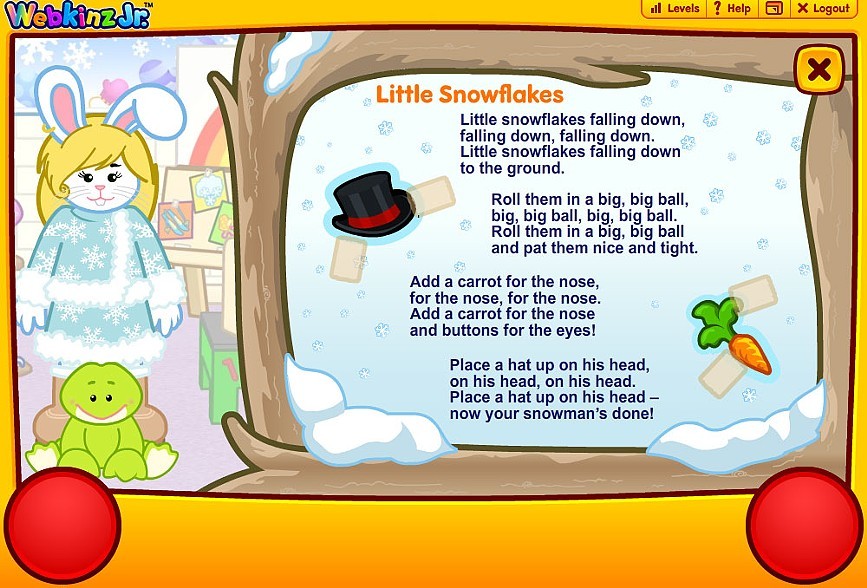 Webkinz Jr.™
Levels ? Help X Logout
Little Snowflakes
Little snowflakes falling down,
falling down, falling down.
Little snowflakes falling down
to the ground.
Roll them in a big, big ball,
big, big ball, big, big ball.
Roll them in a big, big ball
and pat them nice and tight.
Add a carrot for the nose,
for the nose, for the nose.
Add a carrot for the nose
and buttons for the eyes!
Place a hat up on his head,
on his head, on his head.
Place a hat up on his head –
now your snowman's done!